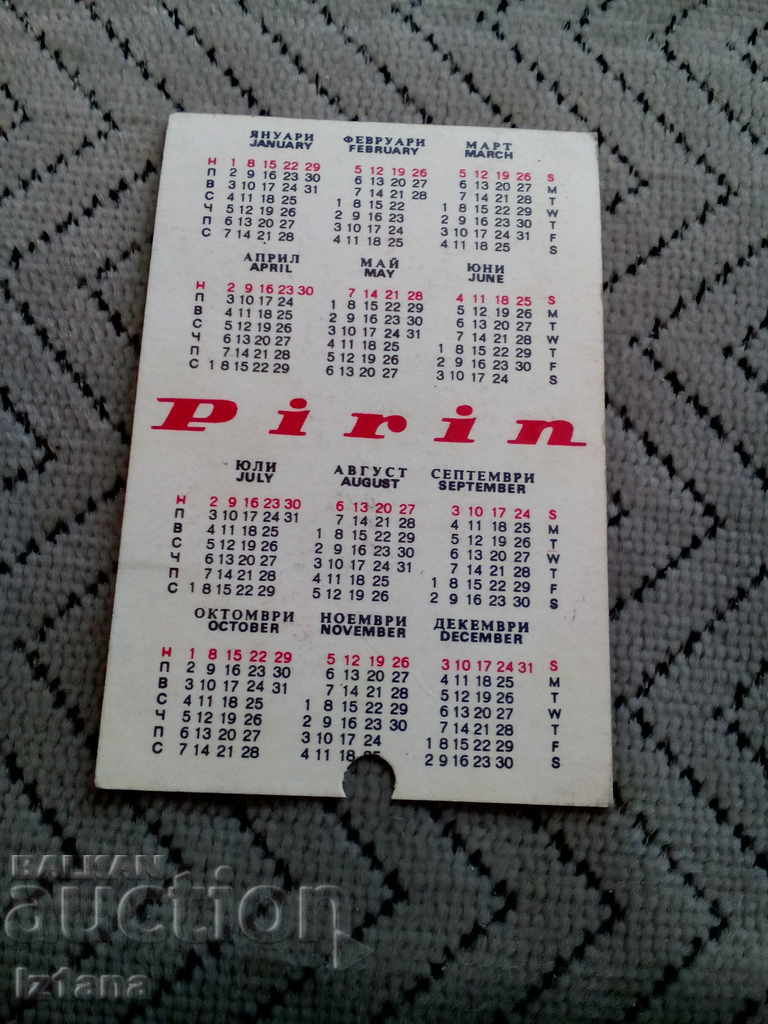 ЯНУАРИ ФЕВРУАРИ МАРТ
JANUARY FEBRUARY MARCH
Н 1 8 15 22 29 5 12 19 26 5 12 19 26 S
П 2 9 16 23 30 6 13 20 27 6 13 20 27 M
В 3 10 17 24 31 7 14 21 28 7 14 21 28 T
С 4 11 18 25 1 8 15 22 1 8 15 22 29 W
Ч 5 12 19 26 2 9 16 23 2 9 16 23 30 T
П 6 13 20 27 3 10 17 24 3 10 17 24 31 F
С 7 14 21 28 4 11 18 25 4 11 18 25 S
АПРИЛ МАЙ ЮНИ
APRIL MAY JUNE
Н 2 9 16 23 30 7 14 21 28 4 11 18 25 S
П 3 10 17 24 1 8 15 22 29 5 12 19 26 M
В 4 11 18 25 2 9 16 23 30 6 13 20 27 T
С 5 12 19 26 3 10 17 24 31 7 14 21 28 W
Ч 6 13 20 27 4 11 18 25 1 8 15 22 29 T
П 7 14 21 28 5 12 19 26 2 9 16 23 30 F
С 1 8 15 22 29 6 13 20 27 3 10 17 24 S
Pirin
ЮЛИ АВГУСТ СЕПТЕМВРИ
JULY AUGUST SEPTEMBER
Н 2 9 16 23 30 6 13 20 27 3 10 17 24 S
П 3 10 17 24 31 7 14 21 28 4 11 18 25 M
В 4 11 18 25 1 8 15 22 29 5 12 19 26 T
С 5 12 19 26 2 9 16 23 30 6 13 20 27 W
Ч 6 13 20 27 3 10 17 24 31 7 14 21 28 T
П 7 14 21 28 4 11 18 25 1 8 15 22 29 F
С 1 8 15 22 29 5 12 19 26 2 9 16 23 30 S
ОКТОМВРИ НОЕМВРИ ДЕКЕМВРИ
OCTOBER NOVEMBER DECEMBER
Н 1 8 15 22 29 5 12 19 26 3 10 17 24 31 S
П 2 9 16 23 30 6 13 20 27 4 11 18 25 M
В 3 10 17 24 31 7 14 21 28 5 12 19 26 T
С 4 11 18 25 1 8 15 22 29 6 13 20 27 W
Ч 5 12 19 26 2 9 16 23 30 7 14 21 28 T
П 6 13 20 27 3 10 17 24 1 8 15 22 29 F
С 7 14 21 28 4 11 18 25 2 9 16 23 30 S
BALKAN
auction
Iztana